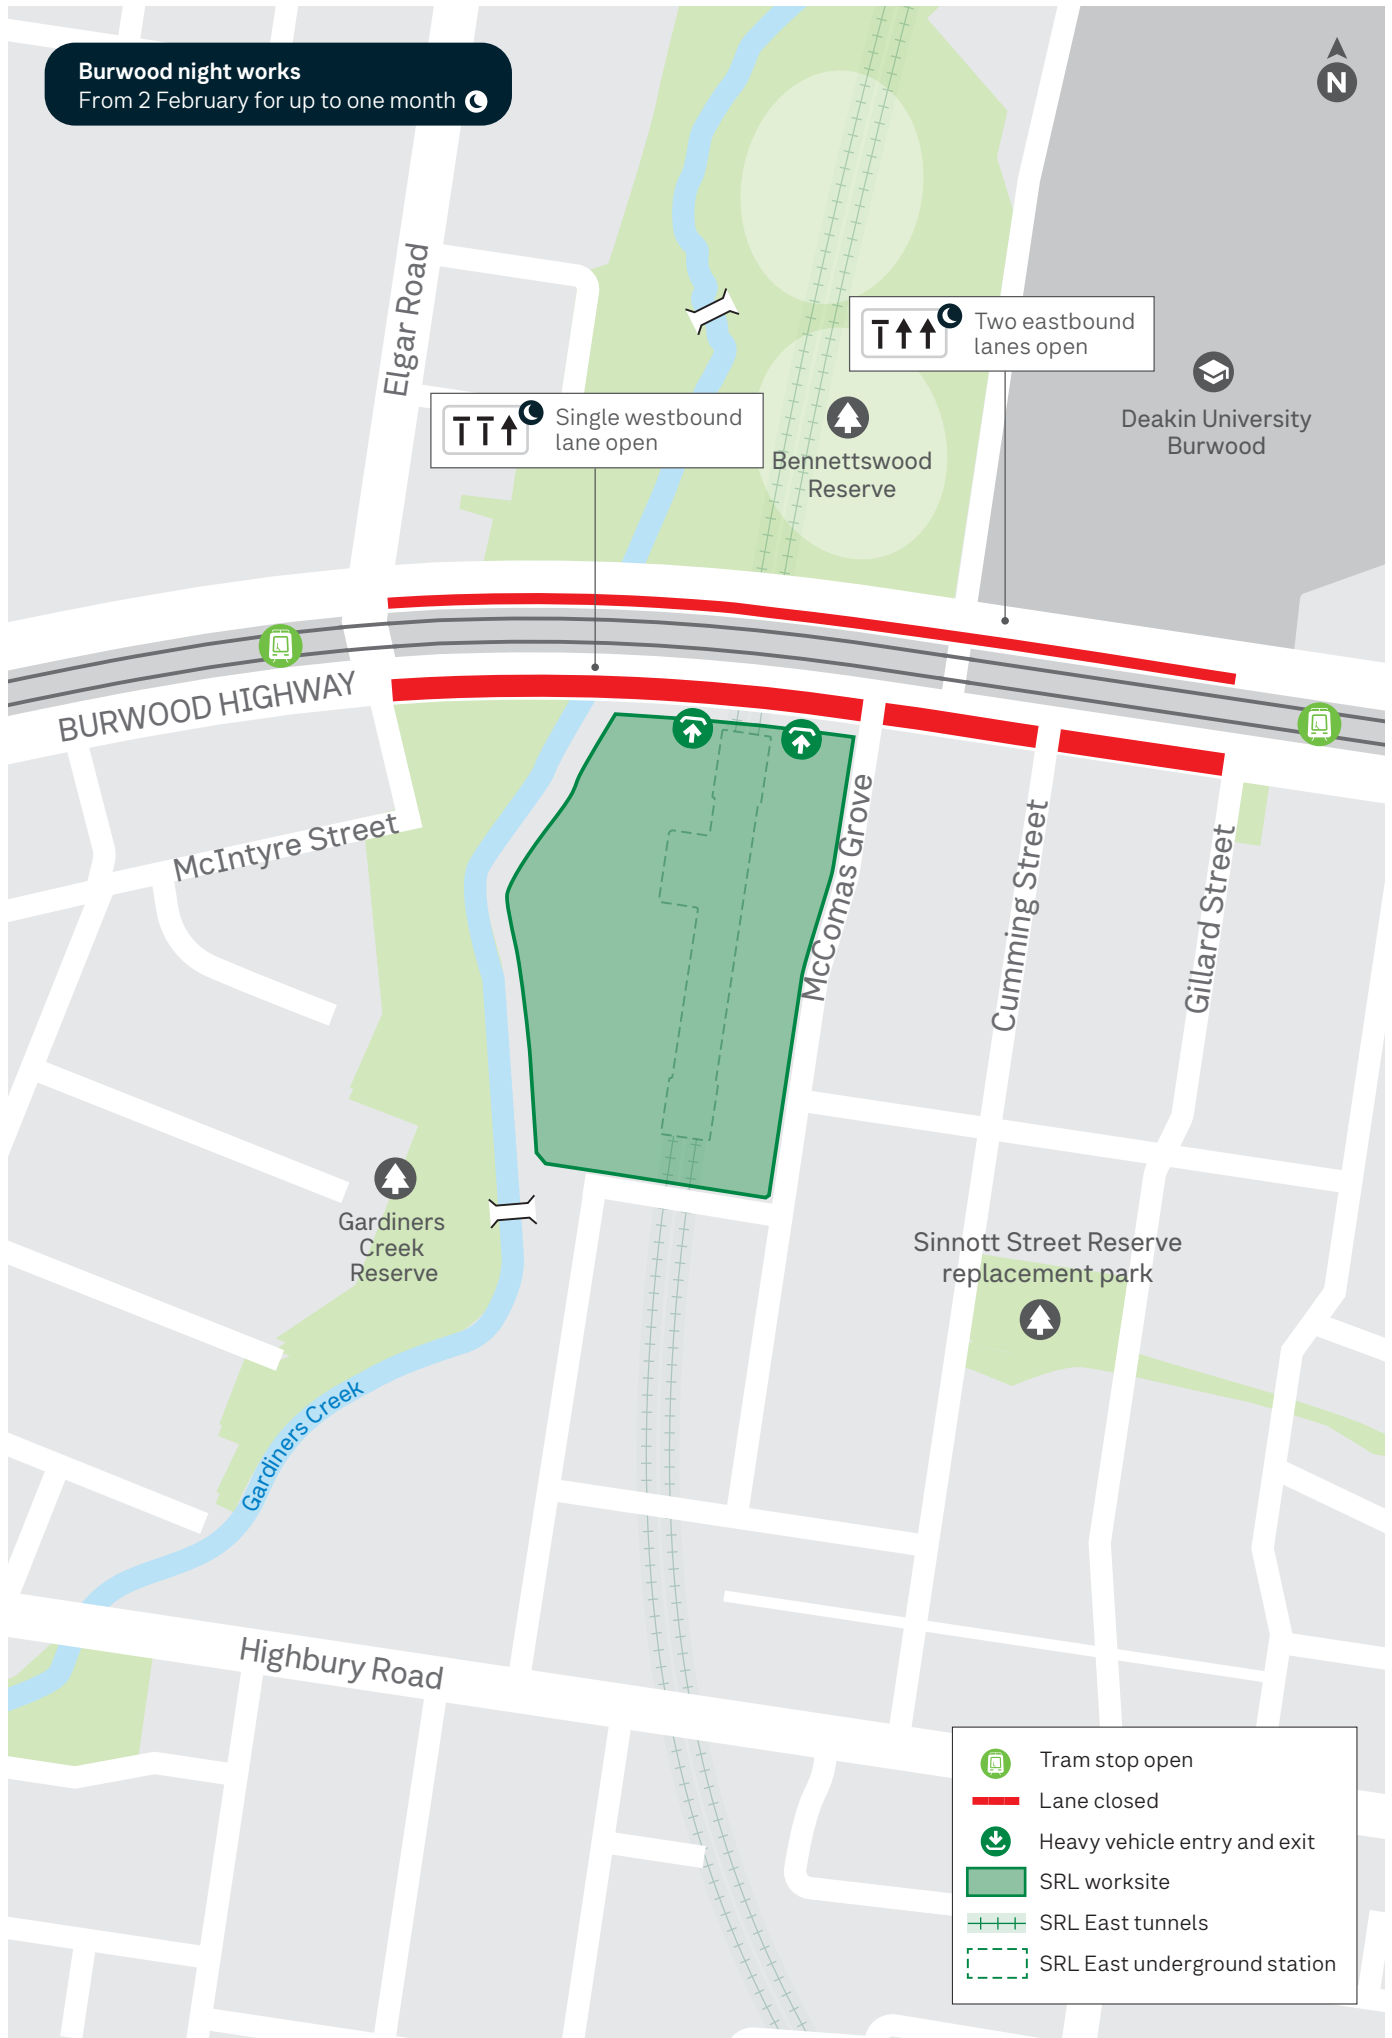 Burwood night works
From 2 February for up to one month
N
Elgar Road
Two eastbound
lanes open
Single westbound
lane open
Deakin University
Burwood
Bennettswood
Reserve
BURWOOD HIGHWAY
McIntyre Street
McComas Grove
Cumming Street
Gillard Street
Gardiners
Creek
Reserve
Sinnott Street Reserve
replacement park
Gardiners Creek
Highbury Road
Tram stop open
Lane closed
Heavy vehicle entry and exit
SRL worksite
SRL East tunnels
SRL East underground station